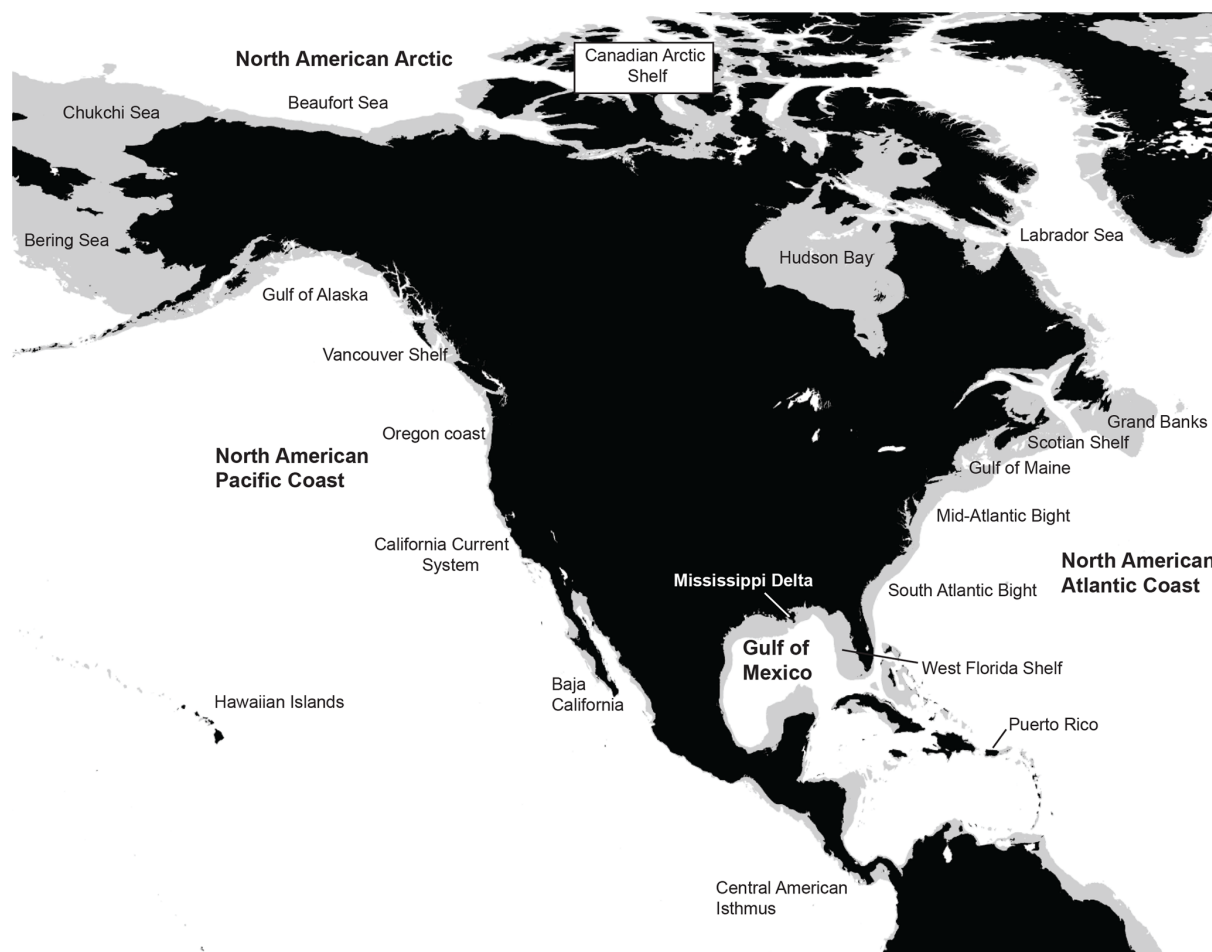 North American Arctic
Canadian Arctic
Shelf
Beaufort Sea
Chukchi Sea
Bering Sea
Labrador Sea
Hudson Bay
Gulf of Alaska
Vancouver Shelf
Grand Banks
Oregon coast
Scotian Shelf
North American
Pacific Coast
Gulf of Maine
Mid-Atlantic Bight
California Current
System
North American
Atlantic Coast
Mississippi Delta
South Atlantic Bight
Gulf of
Mexico
West Florida Shelf
Baja
California
Hawaiian Islands
Puerto Rico
Central American
Isthmus